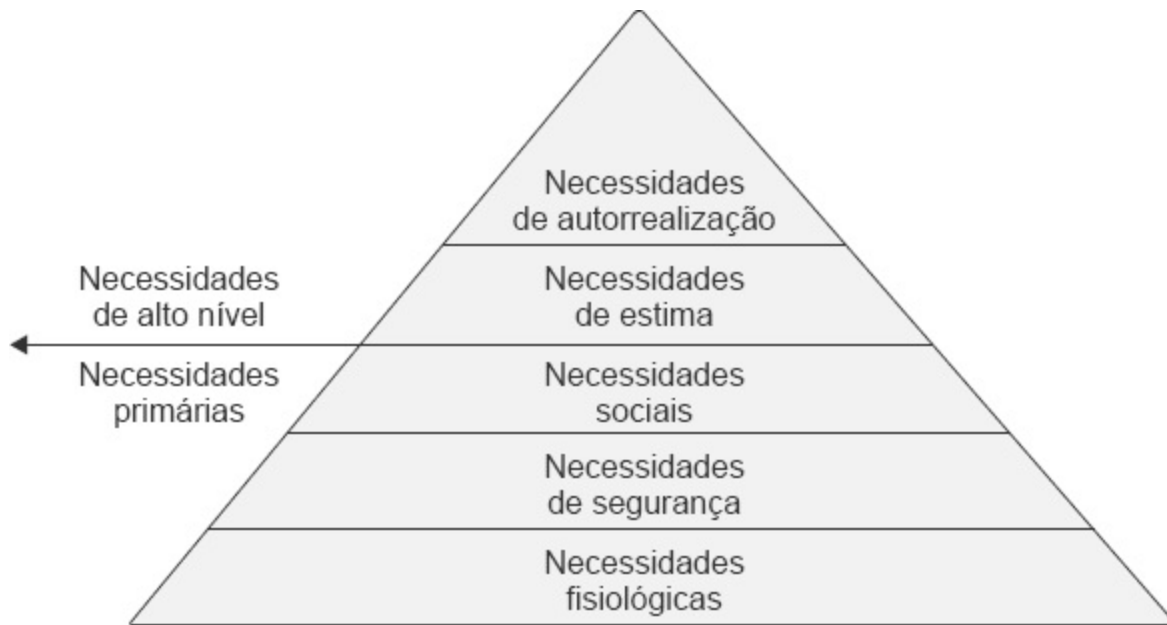 Necessidades
de autorrealização
Necessidades
de alto nível
Necessidades
de estima
Necessidades
primárias
Necessidades
sociais
Necessidades
de segurança
Necessidades
fisiológicas